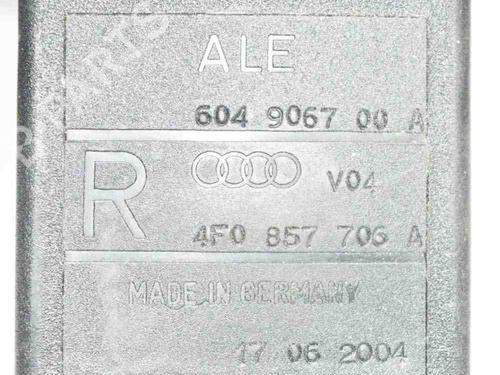 ALE
604 9067 00 A
R
V04
4F0 857 706 A
MADE IN GERMANY
17 06 2004